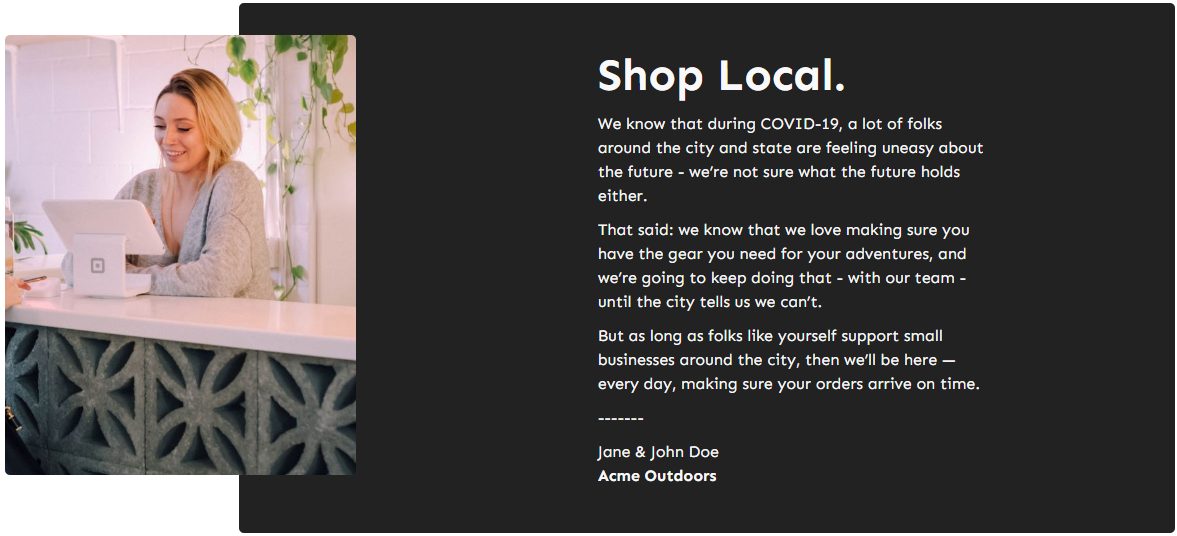 Shop Local.
We know that during COVID-19, a lot of folks
around the city and state are feeling uneasy about
the future - we’re not sure what the future holds
either.
That said: we know that we love making sure you
have the gear you need for your adventures, and
we’re going to keep doing that - with our team -
until the city tells us we can’t.
But as long as folks like yourself support small
businesses around the city, then we’ll be here —
every day, making sure your orders arrive on time.
-------
Jane & John Doe
Acme Outdoors